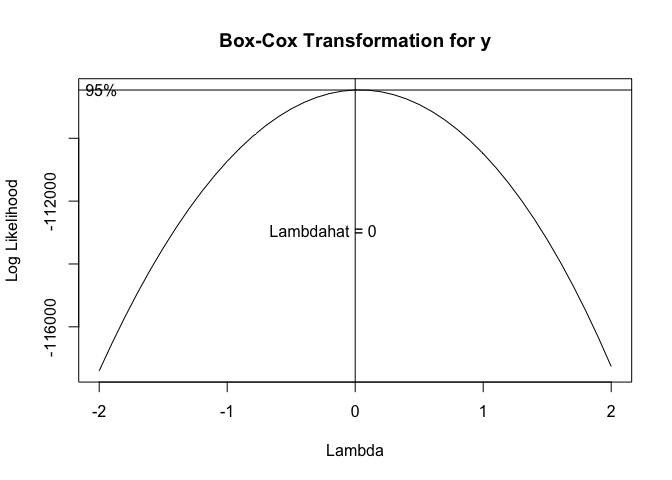 Box-Cox Transformation for y
95%
Log Likelihood
-112000
-116000
Lambdahat = 0
-2 -1 0 1 2
Lambda